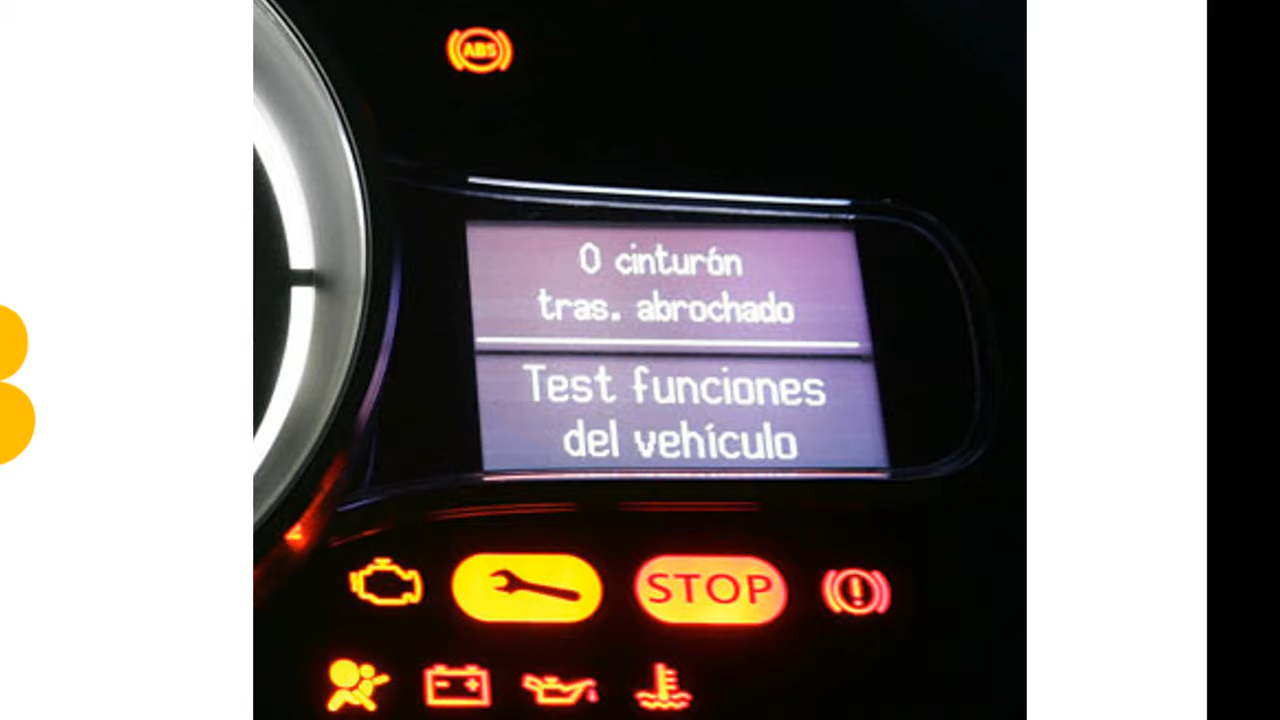 ABS
0 cinturón
tras. abrochado
Test funciones
del vehículo
STOP